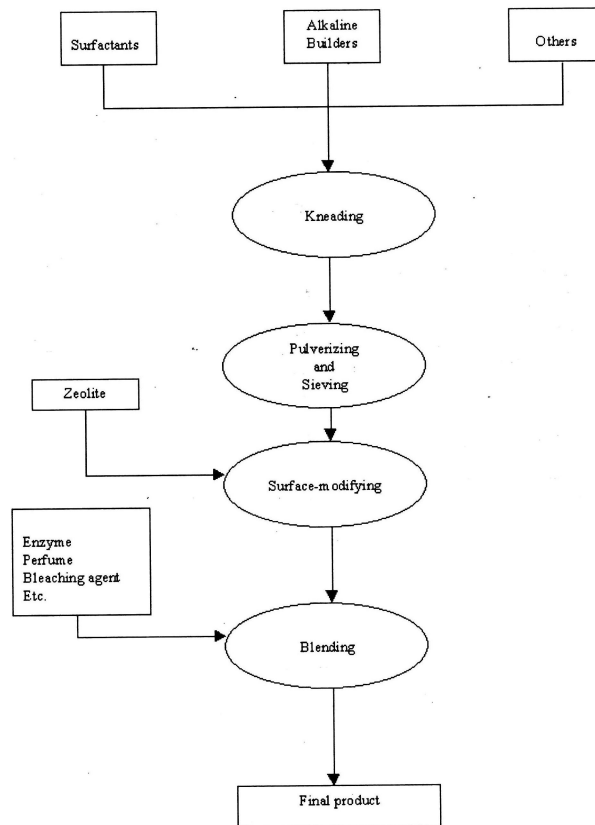 Surfactants
Alkaline
Builders
Others
Kneading
Pulverizing
and
Sieving
Zeolite
Surface-modifying
Enzyme
Perfume
Bleaching agent
Etc.
Blending
Final product